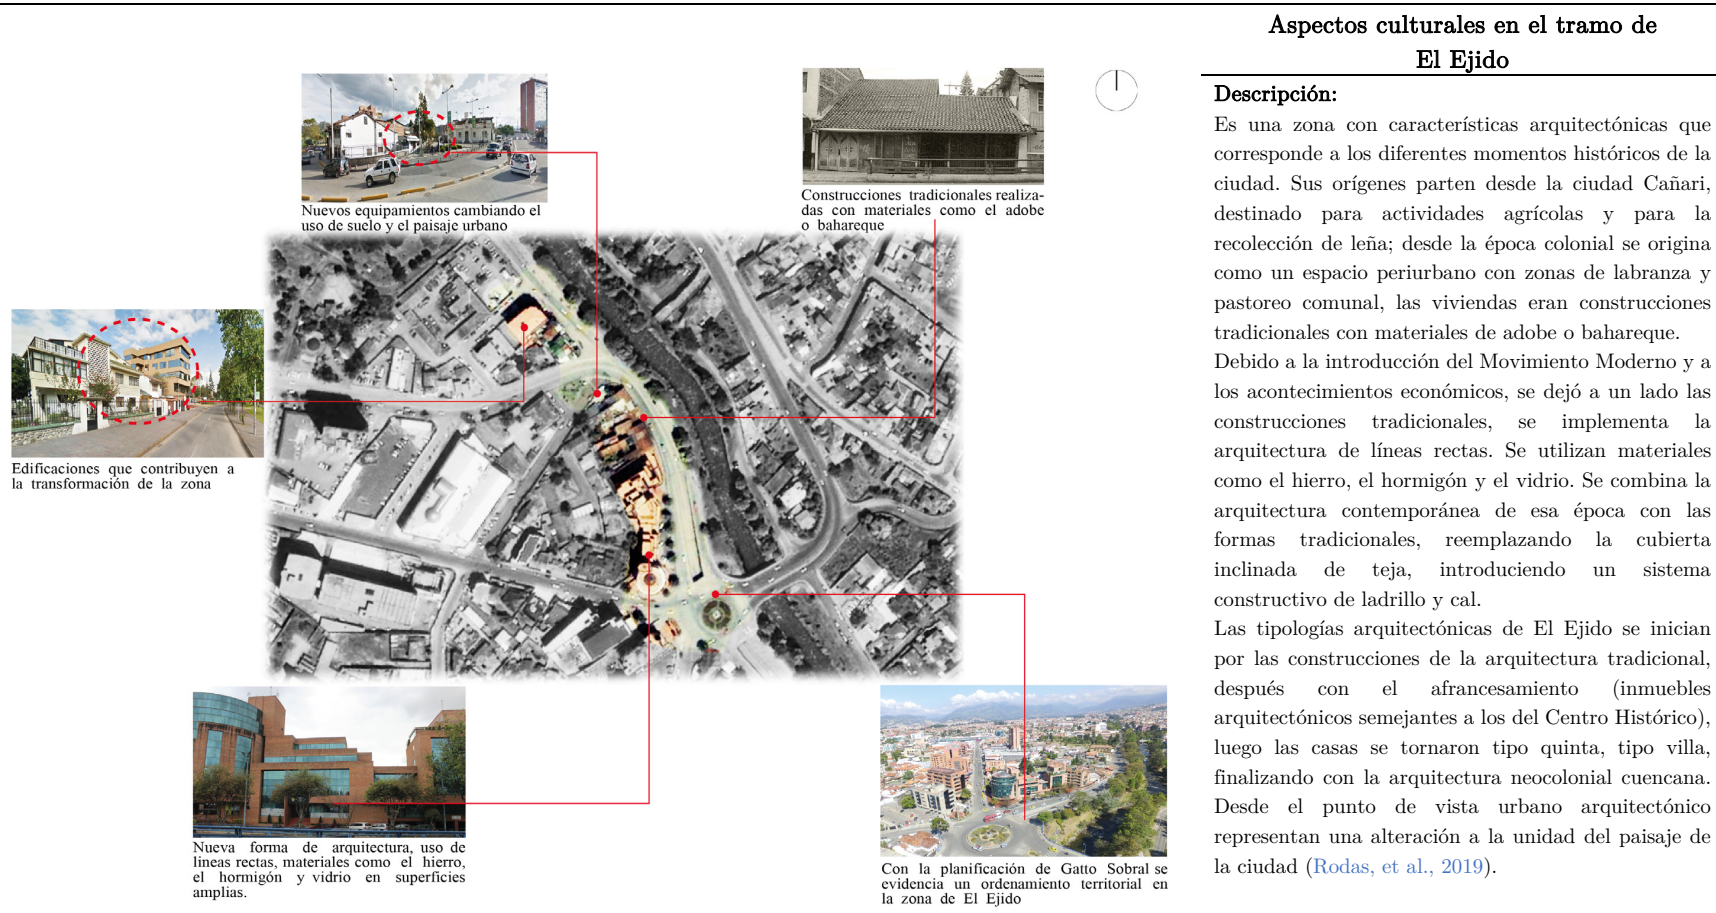 Aspectos culturales en el tramo de
El Ejido
Nuevos equipamientos cambiando el
uso de suelo y el paisaje urbano
Construcciones tradicionales realiza-
das con materiales como el adobe
o bahareque
Edificaciones que contribuyen a
la transformación de la zona
Nueva forma de arquitectura, uso de
lineas rectas, materiales como el hierro,
el hormigón y vidrio en superficies
amplias.
Con la planificación de Gatto Sobral se
evidencia un ordenamiento territorial en
la zona de El Ejido
Descripción:
Es una zona con características arquitectónicas que
corresponde a los diferentes momentos históricos de la
ciudad. Sus orígenes parten desde la ciudad Cañari,
destinado para actividades agrícolas y para la
recolección de leña; desde la época colonial se origina
como un espacio periurbano con zonas de labranza y
pastoreo comunal, las viviendas eran construcciones
tradicionales con materiales de adobe o bahareque.
Debido a la introducción del Movimiento Moderno y a
los acontecimientos económicos, se dejó a un lado las
construcciones tradicionales, se implementa la
arquitectura de líneas rectas. Se utilizan materiales
como el hierro, el hormigón y el vidrio. Se combina la
arquitectura contemporánea de esa época con las
formas tradicionales, reemplazando la cubierta
inclinada de teja, introduciendo un sistema
constructivo de ladrillo y cal.
Las tipologías arquitectónicas de El Ejido se inician
por las construcciones de la arquitectura tradicional,
después con el afrancesamiento (inmuebles
arquitectónicos semejantes a los del Centro Histórico),
luego las casas se tornaron tipo quinta, tipo villa,
finalizando con la arquitectura neocolonial cuencana.
Desde el punto de vista urbano arquitectónico
representan una alteración a la unidad del paisaje de
la ciudad (Rodas, et al., 2019).